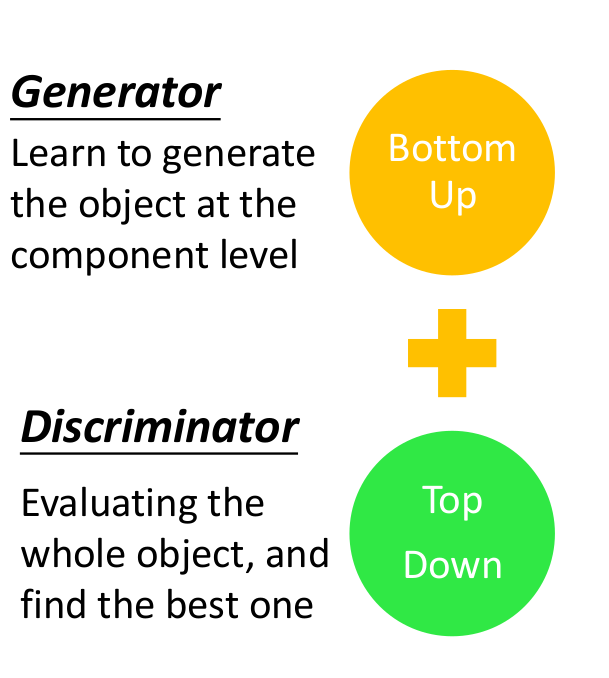 Generator
Learn to generate
the object at the
component level
Bottom
Up
Discriminator
Evaluating the
whole object, and
find the best one
Top
Down